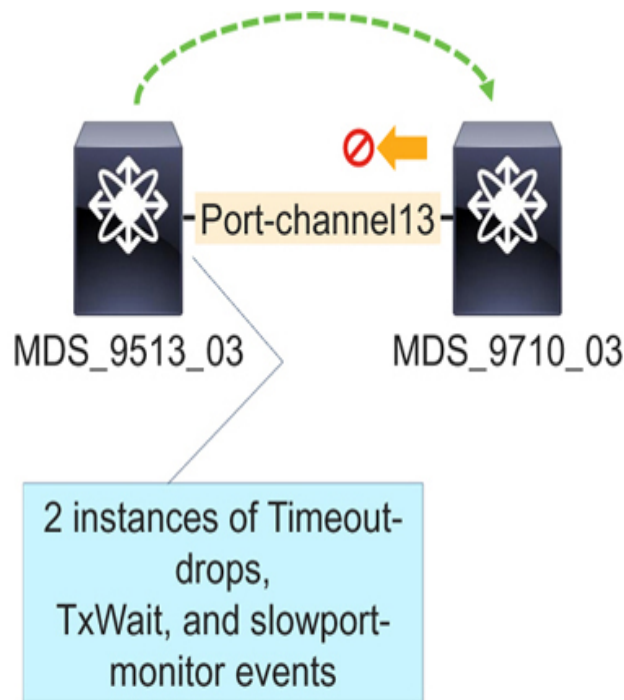 Port-channel13
MDS_9513_03
MDS_9710_03
2 instances of Timeout-
drops,
TxWait, and slowport-
monitor events